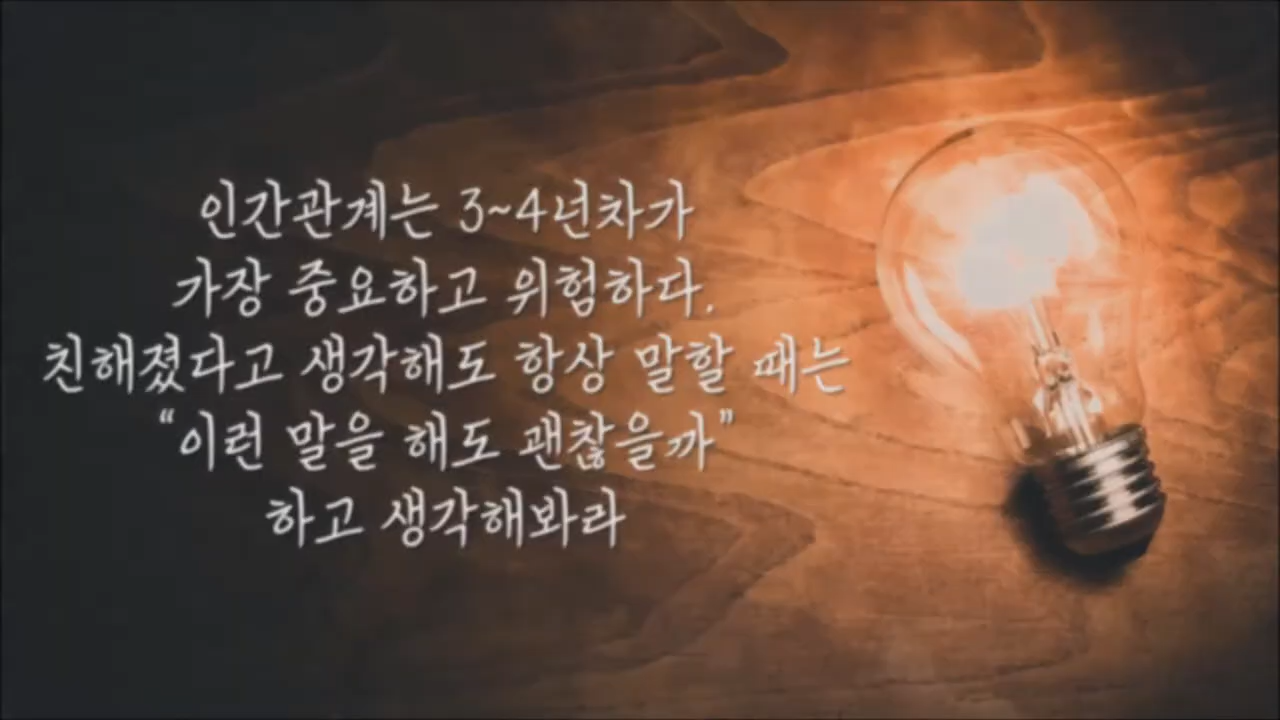 인간관계는 3~4년차가
가장 중요하고 위험하다.
친해졌다고 생각해도 항상 말할 때는
“이런 말을 해도 괜찮을까”
하고 생각해봐라